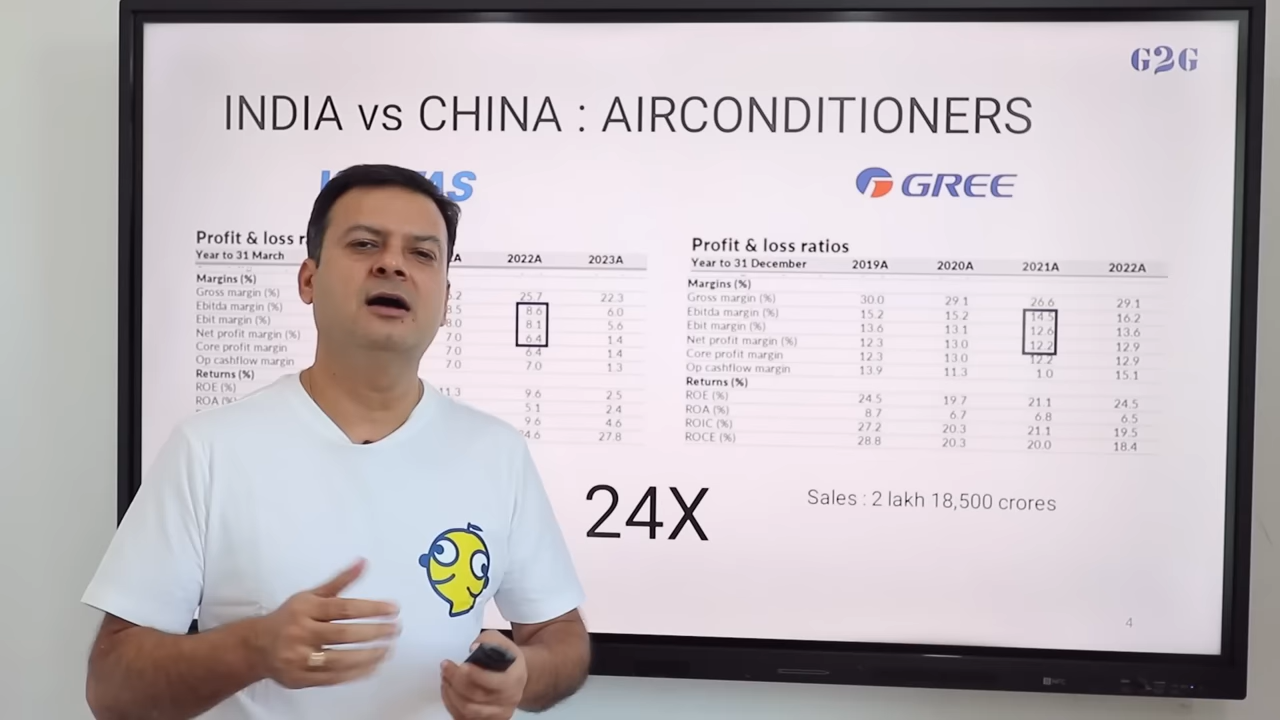 G2G
INDIA vs CHINA : AIRCONDITIONERS
GREE
Profit & loss
Year to 31 March 2022A 2023A
Margins (%)
Gross margin (%) 25.7 22.3
Ebitda margin (%) 8.6 6.0
Ebit margin (%) 8.1 5.6
Net profit margin (%) 7.0 6.4 1.4
Core profit margin 7.0 6.4 1.4
Op cashflow margin 7.0 7.0 1.3
Returns (%)
ROE (%) 11.3 9.6 2.5
ROA 5.1 2.4
9.6 4.6
27.8
Profit & loss ratios
Year to 31 December 2019A 2020A 2021A 2022A
Margins (%)
Gross margin (%) 30.0 29.1 26.6 29.1
Ebitda margin (%) 15.2 15.2 14.5 16.2
Ebit margin (%) 13.6 13.1 12.6 13.6
Net profit margin (%) 12.3 13.0 12.2 12.9
Core profit margin 12.3 13.0 12.2 12.9
Op cashflow margin 13.9 11.3 1.0 15.1
Returns (%)
ROE (%) 24.5 19.7 21.1 24.5
ROA (%) 8.7 6.7 6.8 6.5
ROIC (%) 27.2 20.3 21.1 19.5
ROCE (%) 28.8 20.3 20.0 18.4
24X
Sales : 2 lakh 18,500 crores
4